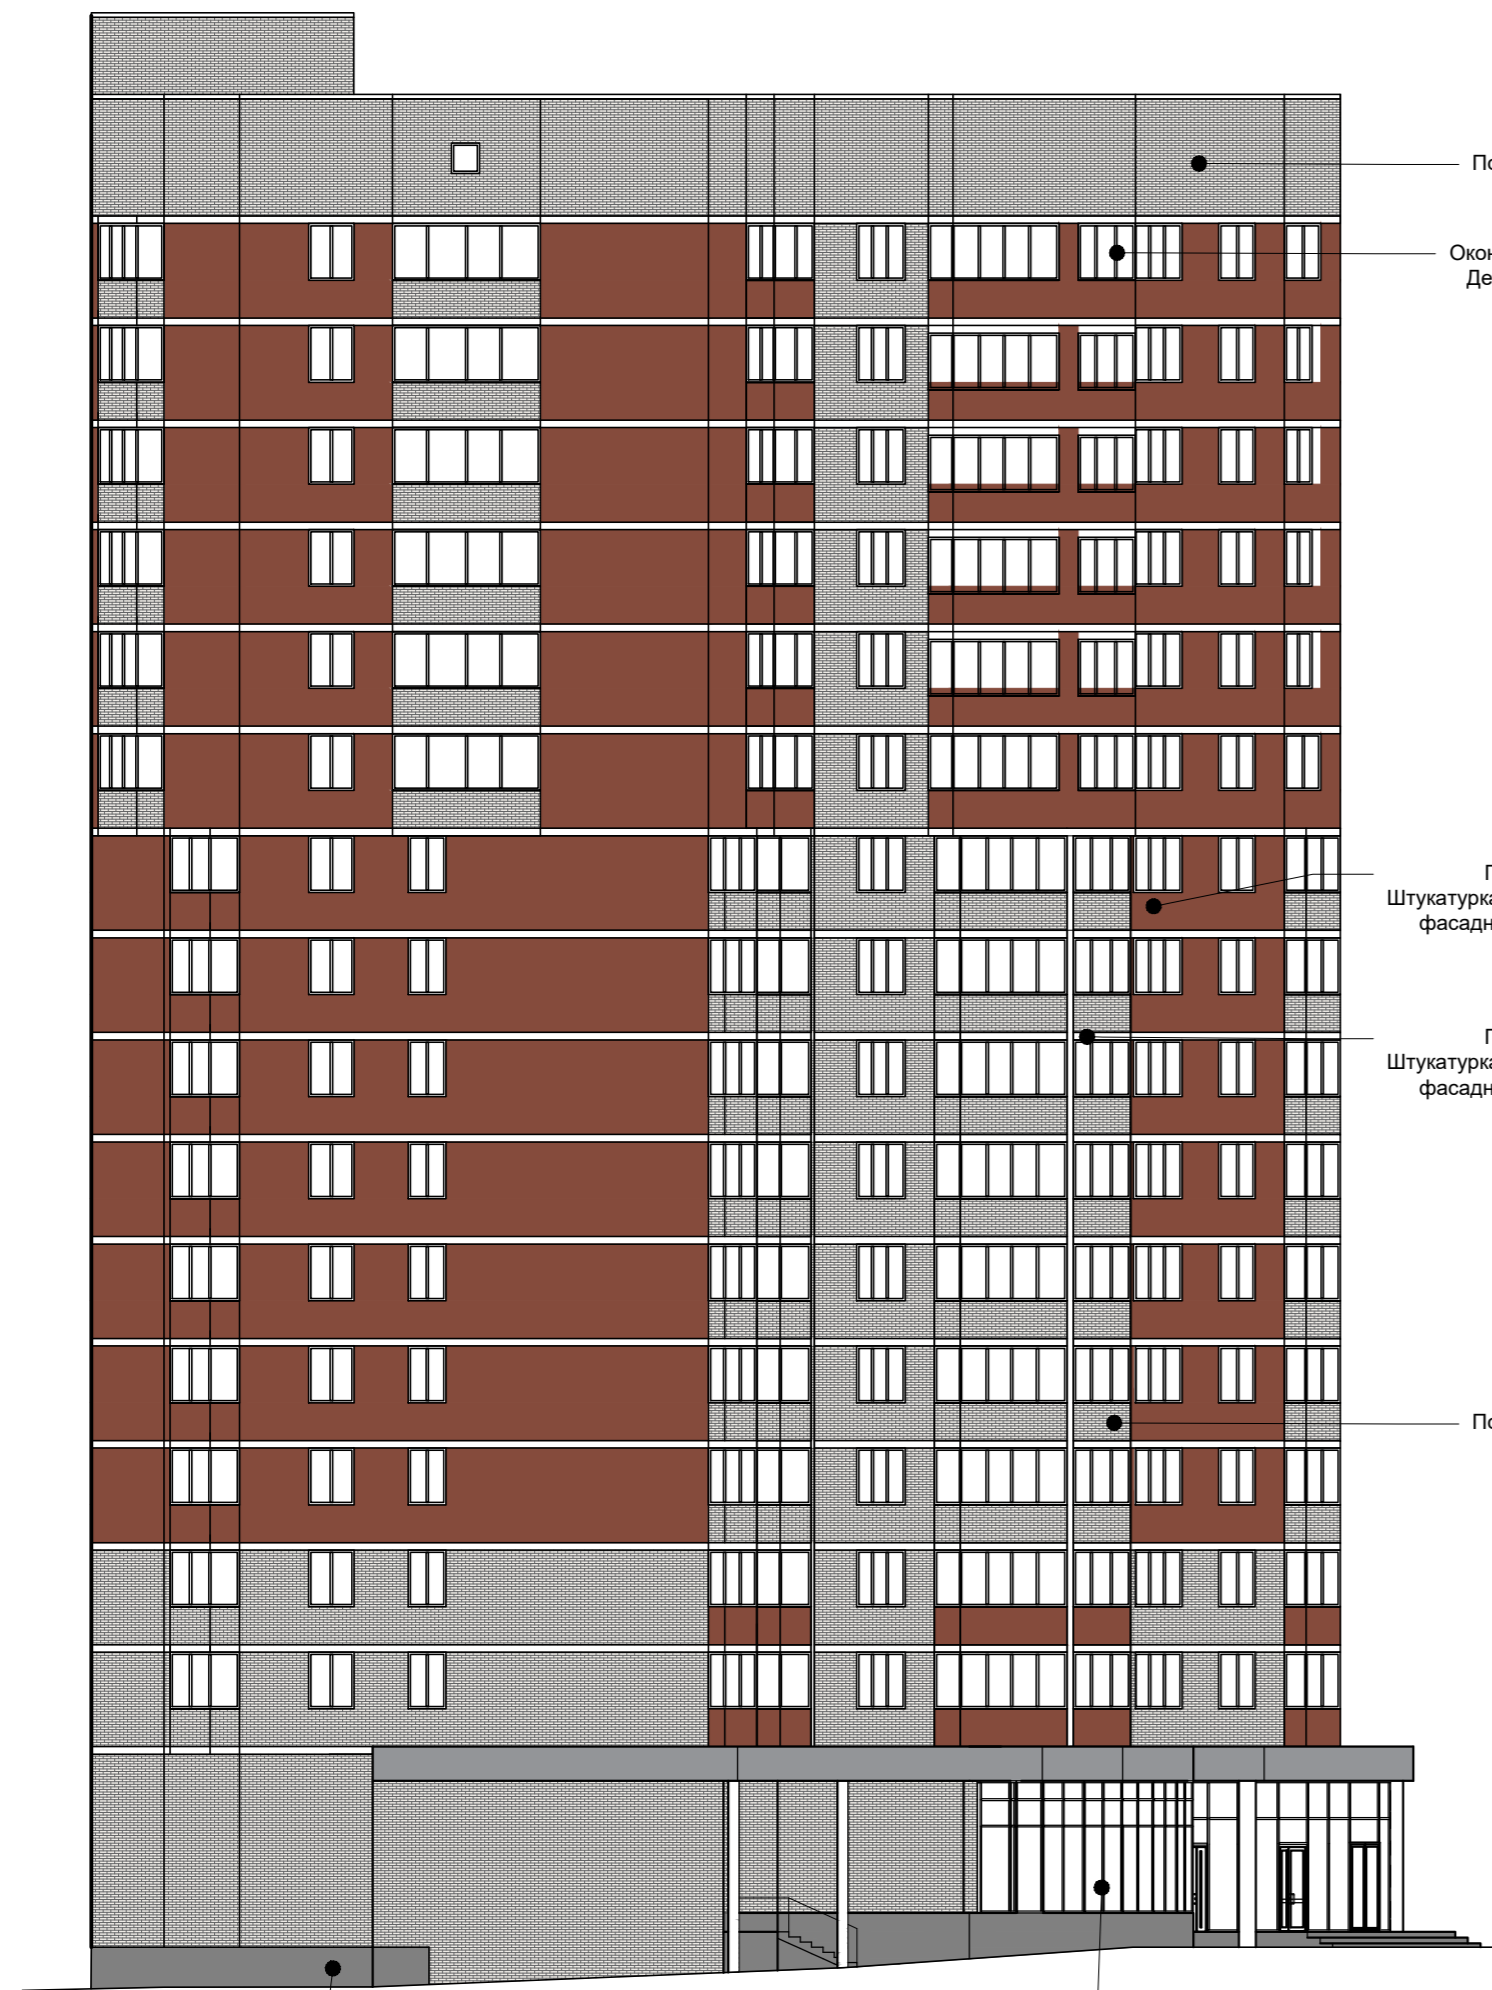 По
Окон
Де
П
Штукатурка
фасадн
П
Штукатурка
фасадн
По